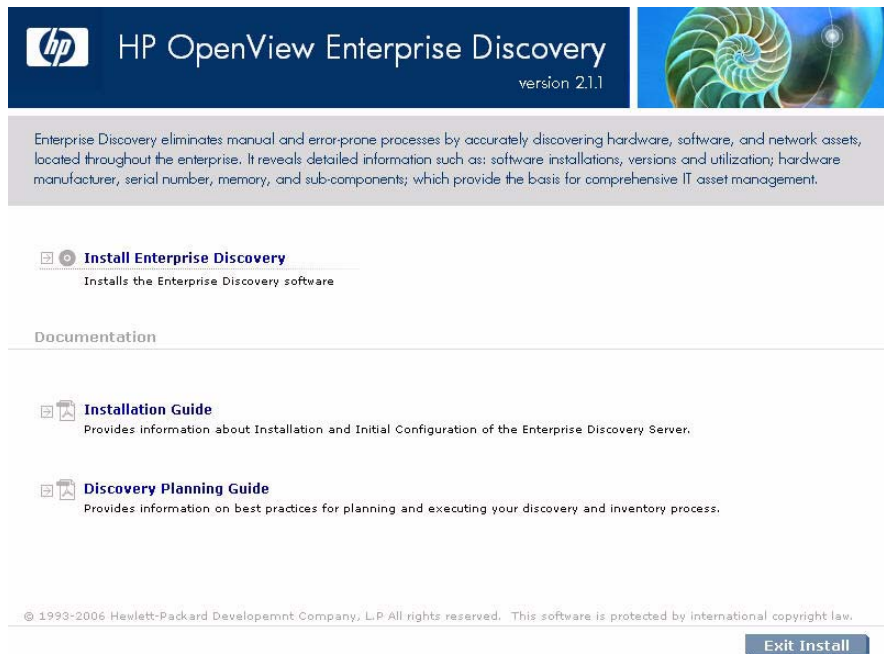 hp
HP OpenView Enterprise Discovery
version 2.1.1
Enterprise Discovery eliminates manual and error-prone processes by accurately discovering hardware, software, and network assets,
located throughout the enterprise. It reveals detailed information such as: software installations, versions and utilization; hardware
manufacturer, serial number, memory, and sub-components; which provide the basis for comprehensive IT asset management.
Install Enterprise Discovery
Installs the Enterprise Discovery software
Documentation
Installation Guide
Provides information about Installation and Initial Configuration of the Enterprise Discovery Server.
Discovery Planning Guide
Provides information on best practices for planning and executing your discovery and inventory process.
© 1993-2006 Hewlett-Packard Developemnt Company, L.P All rights reserved. This software is protected by international copyright law.
Exit Install